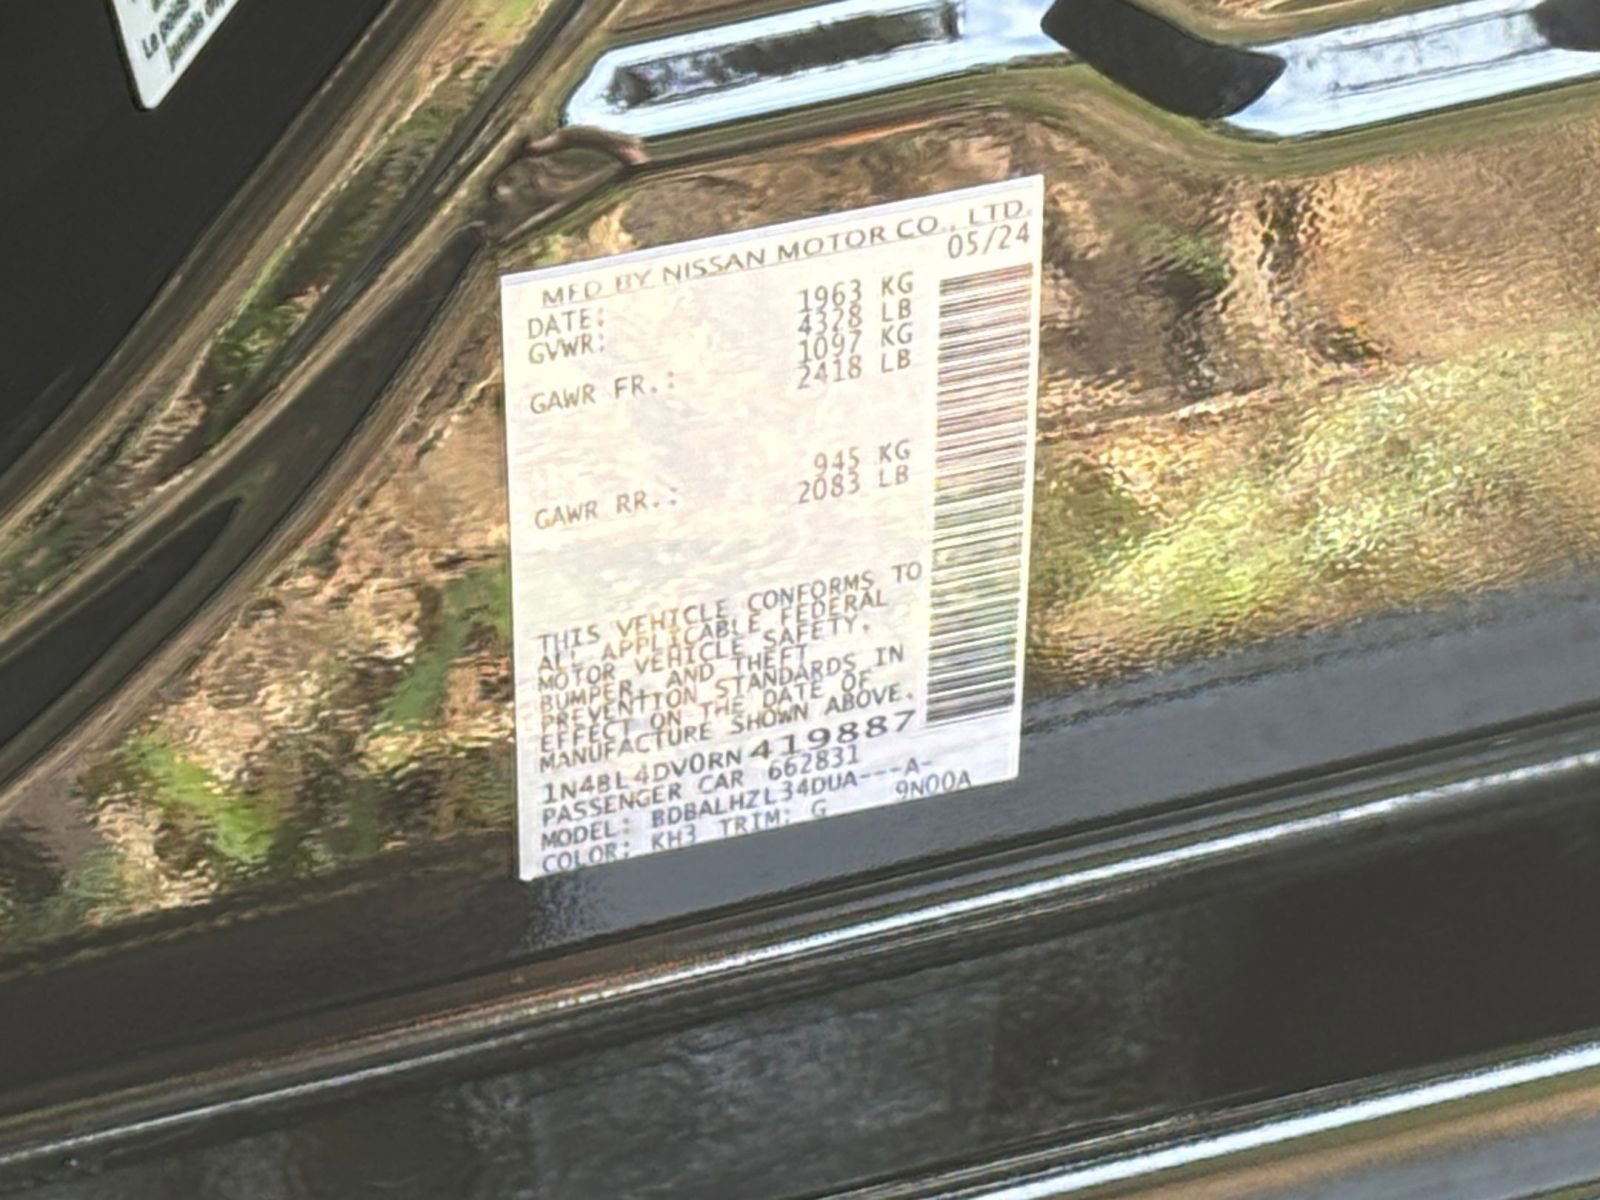 La
MFD BY NISSAN MOTOR CO., LTD.
DATE: 05/24
GVWR: 1963 KG
4328 LB
GAWR FR.: 1097 KG
2418 LB
GAWR RR.: 945 KG
2083 LB
THIS VEHICLE CONFORMS TO
ALL APPLICABLE FEDERAL
MOTOR VEHICLE SAFETY,
BUMPER, AND THEFT
PREVENTION STANDARDS IN
EFFECT ON THE DATE OF
MANUFACTURE SHOWN ABOVE.
1N4BL4DV0RN419887
PASSENGER CAR 662831
MODEL: BDBALHZL34DUA---A-
COLOR: KH3 TRIM: G 9N00A